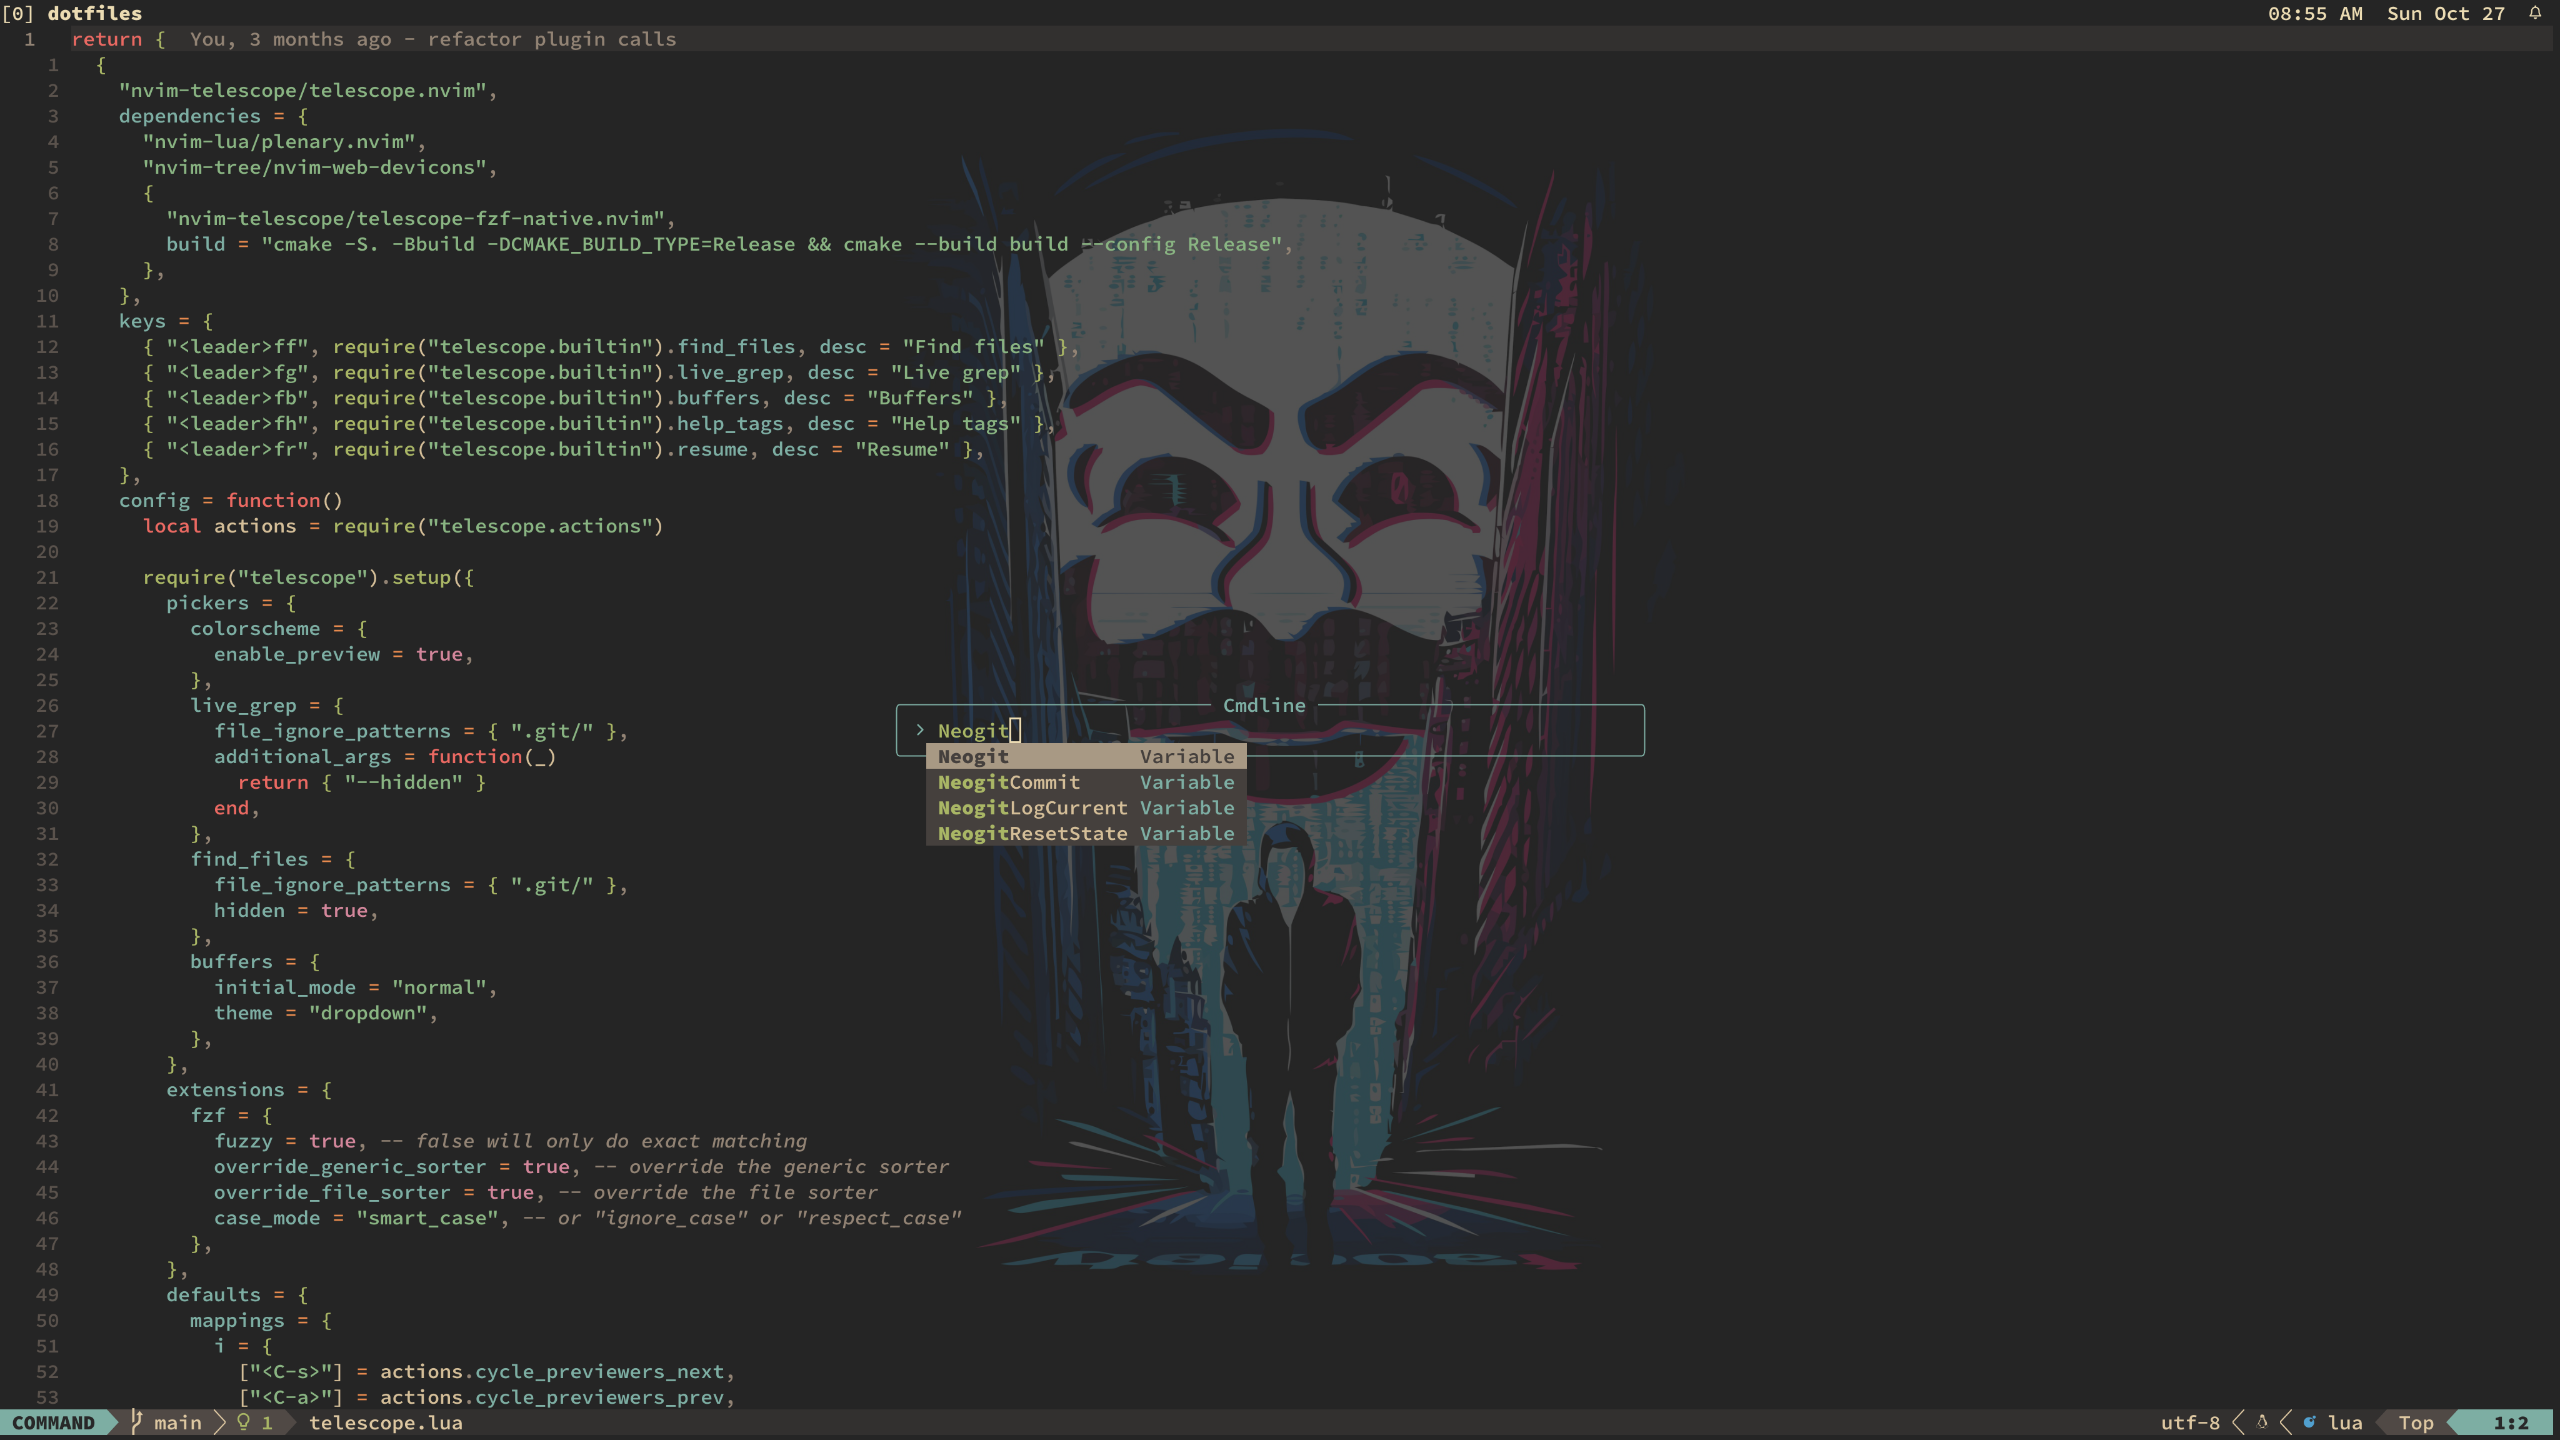 [0] dotfiles 08:55 AM Sun Oct 27
1 return { You, 3 months ago - refactor plugin calls
1 {
2 "nvim-telescope/telescope.nvim",
3 dependencies = {
4 "nvim-lua/plenary.nvim",
5 "nvim-tree/nvim-web-devicons",
6 {
7 "nvim-telescope/telescope-fzf-native.nvim",
8 build = "cmake -S. -Bbuild -DCMAKE_BUILD_TYPE=Release && cmake --build build --config Release",
9 },
10 },
11 keys = {
12 { "<leader>ff", require("telescope.builtin").find_files, desc = "Find files" },
13 { "<leader>fg", require("telescope.builtin").live_grep, desc = "Live grep" },
14 { "<leader>fb", require("telescope.builtin").buffers, desc = "Buffers" },
15 { "<leader>fh", require("telescope.builtin").help_tags, desc = "Help tags" },
16 { "<leader>fr", require("telescope.builtin").resume, desc = "Resume" },
17 },
18 config = function()
19 local actions = require("telescope.actions")
20
21 require("telescope").setup({
22 pickers = {
23 colorscheme = {
24 enable_preview = true,
25 },
26 live_grep = {
27 file_ignore_patterns = { ".git/" },
28 additional_args = function(_)
29 return { "--hidden" }
30 end,
31 },
32 find_files = {
33 file_ignore_patterns = { ".git/" },
34 hidden = true,
35 },
36 buffers = {
37 initial_mode = "normal",
38 theme = "dropdown",
39 },
40 },
41 extensions = {
42 fzf = {
43 fuzzy = true, -- false will only do exact matching
44 override_generic_sorter = true, -- override the generic sorter
45 override_file_sorter = true, -- override the file sorter
46 case_mode = "smart_case", -- or "ignore_case" or "respect_case"
47 },
48 },
49 defaults = {
50 mappings = {
51 i = {
52 ["<C-s>"] = actions.cycle_previewers_next,
53 ["<C-a>"] = actions.cycle_previewers_prev,
Cmdline
> Neogit
Neogit Variable
NeogitCommit Variable
NeogitLogCurrent Variable
NeogitResetState Variable
COMMAND main 1 telescope.lua utf-8 lua Top 1:2